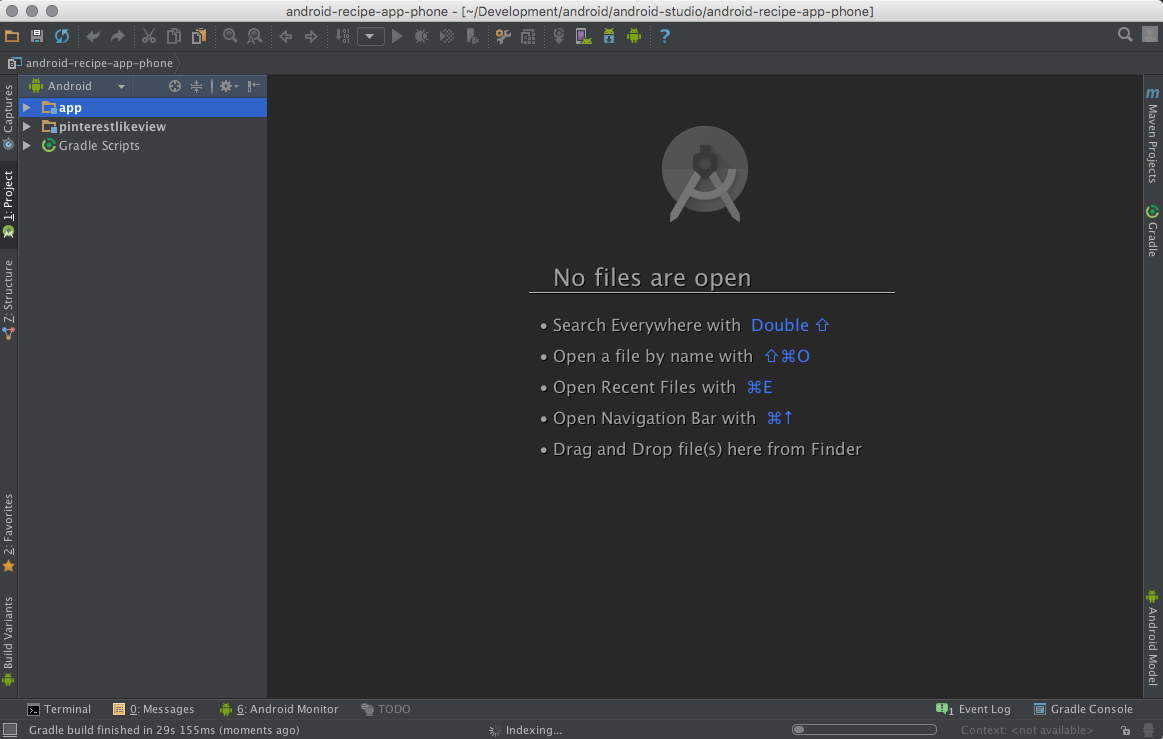 android-recipe-app-phone - [~/Development/android/android-studio/android-recipe-app-phone]
android-recipe-app-phone
Android
app
pinterestlikeview
Gradle Scripts
Captures
1: Project
7: Structure
2: Favorites
Build Variants
No files are open
• Search Everywhere with Double ⇧
• Open a file by name with ⇧⌘O
• Open Recent Files with ⌘E
• Open Navigation Bar with ⌘↑
• Drag and Drop file(s) here from Finder
m
Maven Projects
Gradle
Android Model
Terminal 0: Messages 6: Android Monitor TODO 1 Event Log Gradle Console
Gradle build finished in 29s 155ms (moments ago) Indexing... Context: <not available>